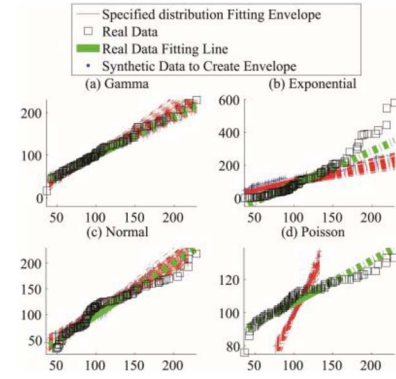 Specified distribution Fitting Envelope
Real Data
Real Data Fitting Line
Synthetic Data to Create Envelope
(a) Gamma
(b) Exponential
200
100
0
50 100 150 200
600
400
200
0
50 100 150 200
(c) Normal
(d) Poisson
200
150
100
50
50 100 150 200
120
100
80
50 100 150 200